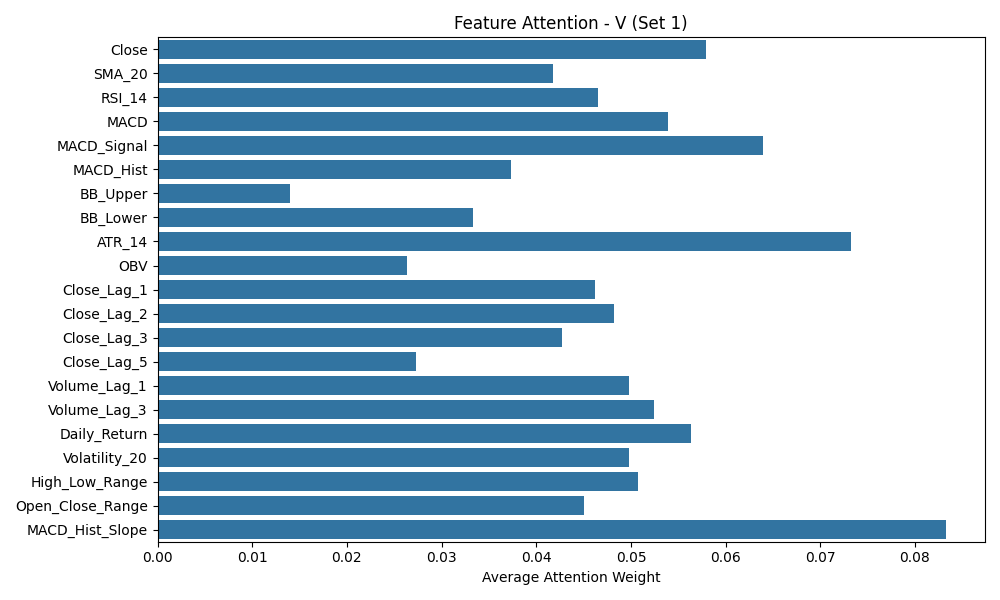 Feature Attention - V (Set 1)
Close
SMA_20
RSI_14
MACD
MACD_Signal
MACD_Hist
BB_Upper
BB_Lower
ATR_14
OBV
Close_Lag_1
Close_Lag_2
Close_Lag_3
Close_Lag_5
Volume_Lag_1
Volume_Lag_3
Daily_Return
Volatility_20
High_Low_Range
Open_Close_Range
MACD_Hist_Slope
0.00 0.01 0.02 0.03 0.04 0.05 0.06 0.07 0.08
Average Attention Weight